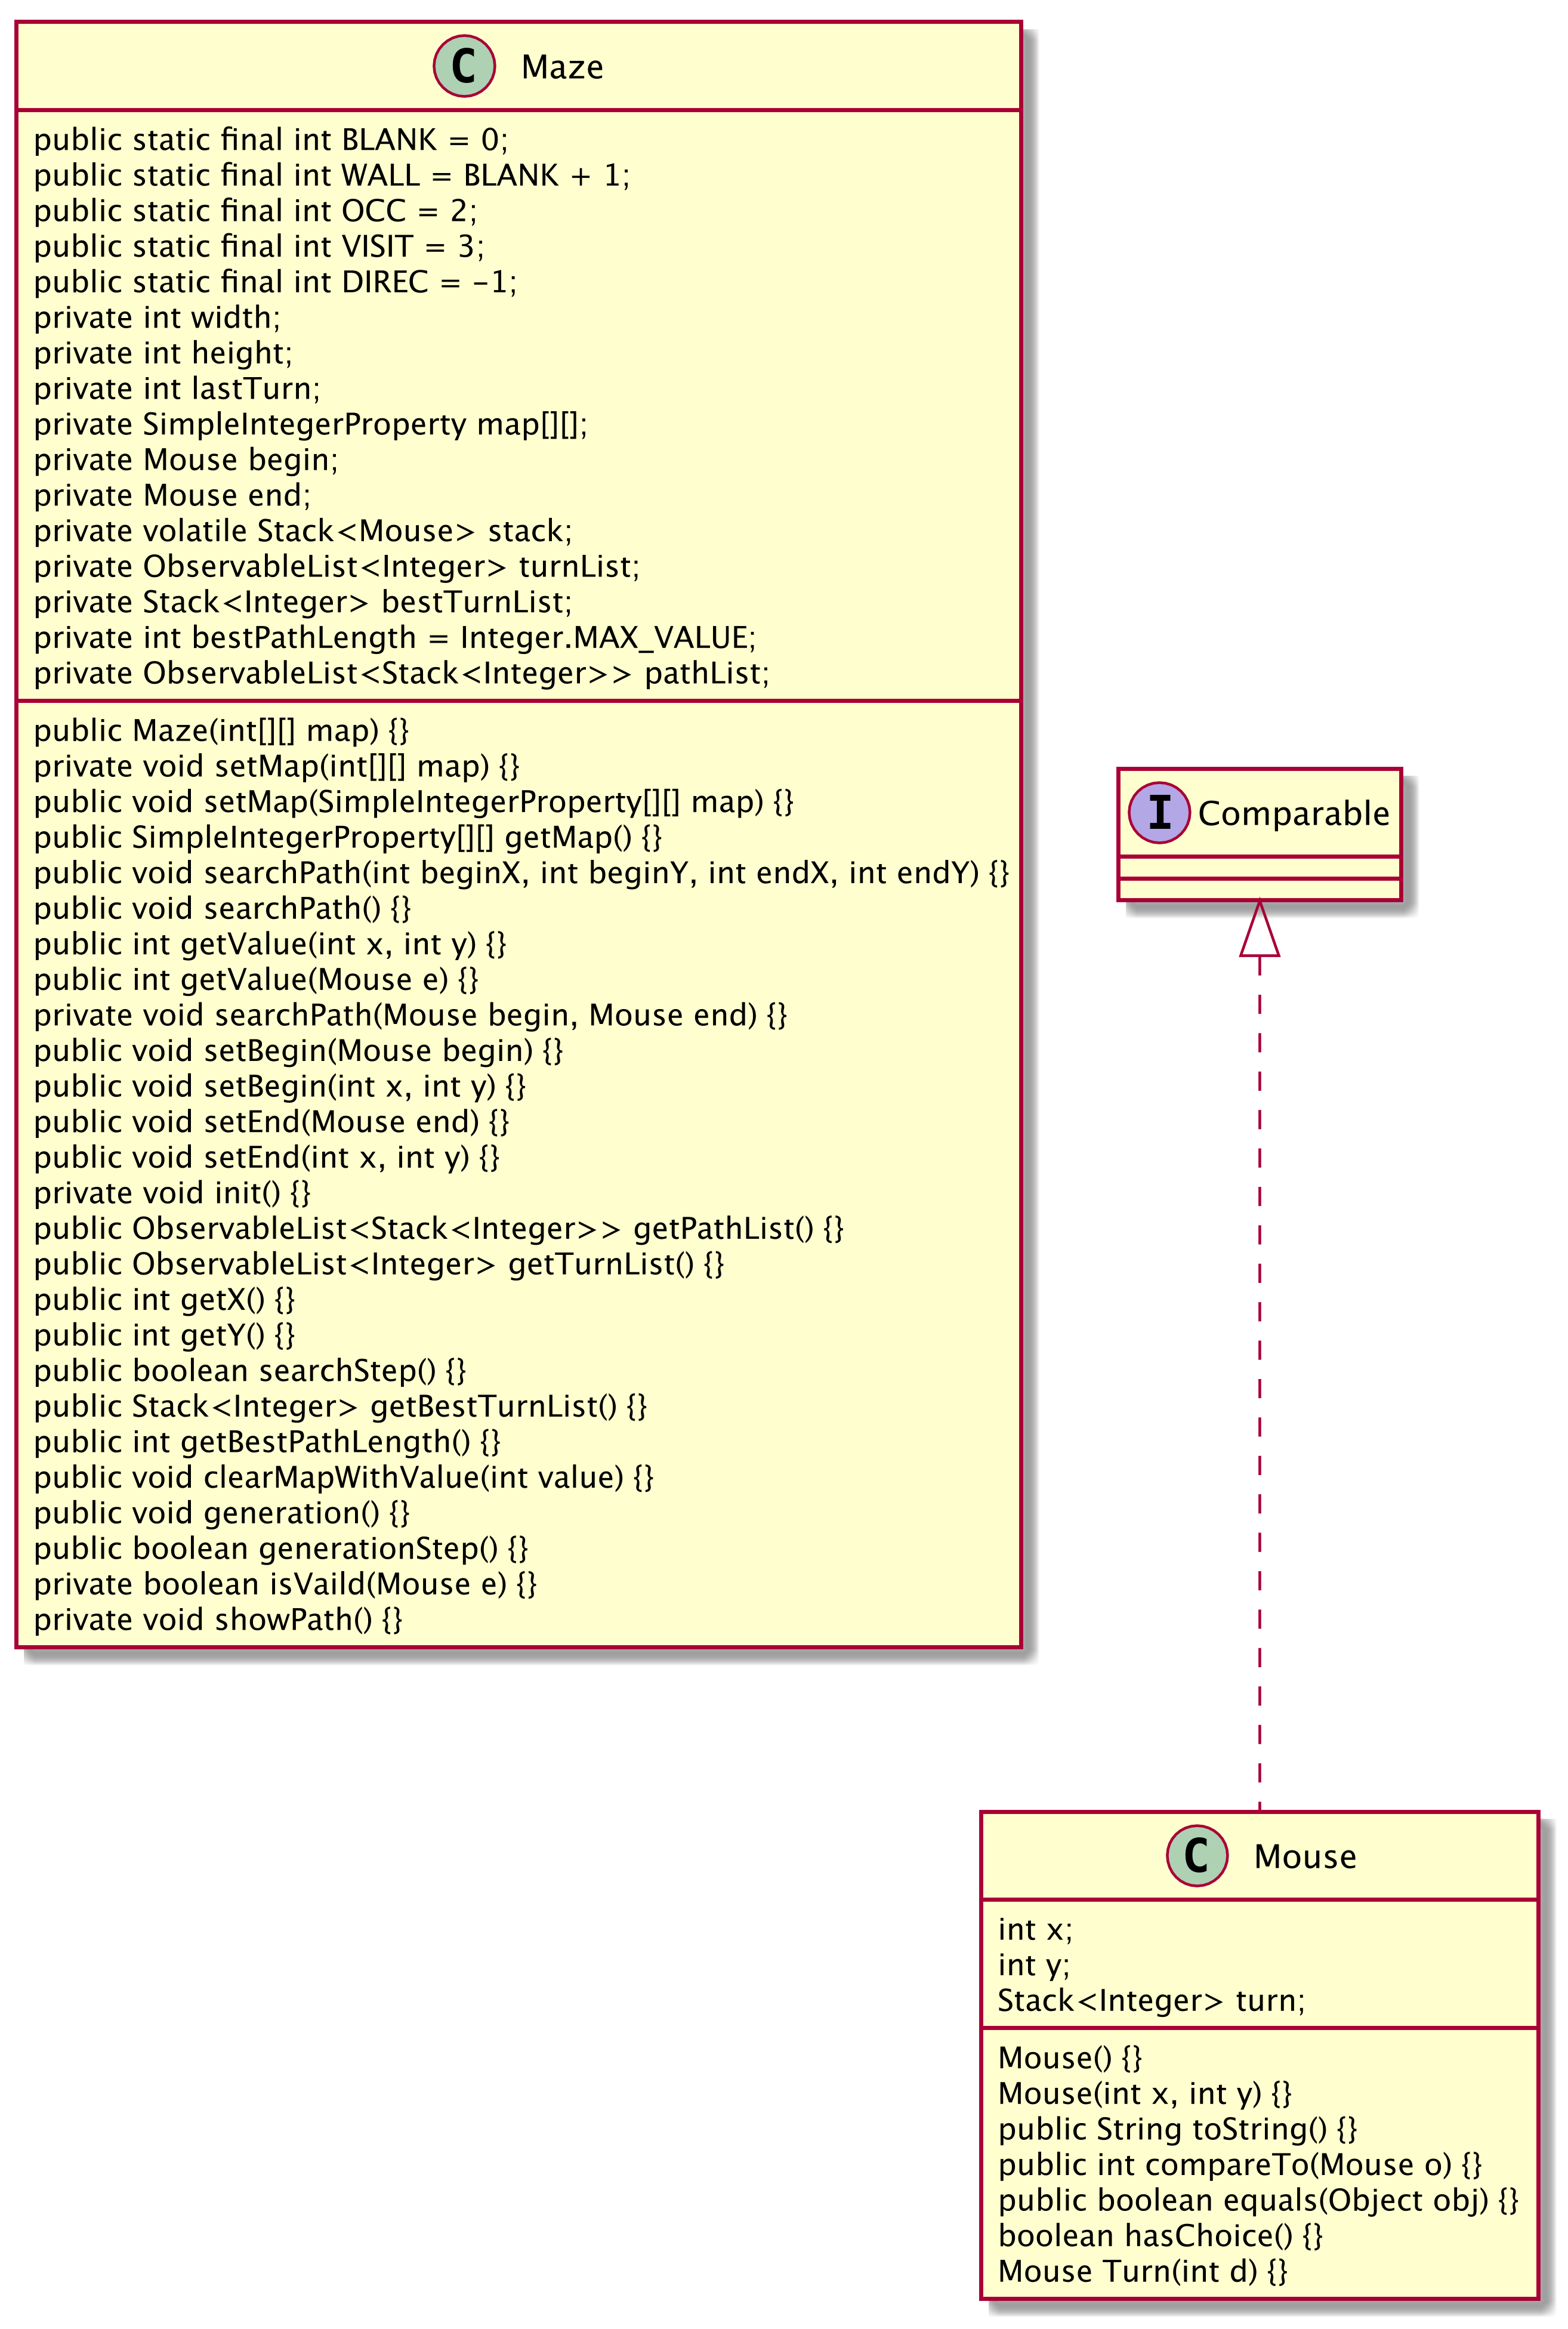 C Maze
public static final int BLANK = 0;
public static final int WALL = BLANK + 1;
public static final int OCC = 2;
public static final int VISIT = 3;
public static final int DIREC = -1;
private int width;
private int height;
private int lastTurn;
private SimpleIntegerProperty map[][];
private Mouse begin;
private Mouse end;
private volatile Stack<Mouse> stack;
private ObservableList<Integer> turnList;
private Stack<Integer> bestTurnList;
private int bestPathLength = Integer.MAX_VALUE;
private ObservableList<Stack<Integer>> pathList;
public Maze(int[][] map) {}
private void setMap(int[][] map) {}
public void setMap(SimpleIntegerProperty[][] map) {}
public SimpleIntegerProperty[][] getMap() {}
public void searchPath(int beginX, int beginY, int endX, int endY) {}
public void searchPath() {}
public int getValue(int x, int y) {}
public int getValue(Mouse e) {}
private void searchPath(Mouse begin, Mouse end) {}
public void setBegin(Mouse begin) {}
public void setBegin(int x, int y) {}
public void setEnd(Mouse end) {}
public void setEnd(int x, int y) {}
private void init() {}
public ObservableList<Stack<Integer>> getPathList() {}
public ObservableList<Integer> getTurnList() {}
public int getX() {}
public int getY() {}
public boolean searchStep() {}
public Stack<Integer> getBestTurnList() {}
public int getBestPathLength() {}
public void clearMapWithValue(int value) {}
public void generation() {}
public boolean generationStep() {}
private boolean isVaild(Mouse e) {}
private void showPath() {}
I Comparable
C Mouse
int x;
int y;
Stack<Integer> turn;
Mouse() {}
Mouse(int x, int y) {}
public String toString() {}
public int compareTo(Mouse o) {}
public boolean equals(Object obj) {}
boolean hasChoice() {}
Mouse Turn(int d) {}